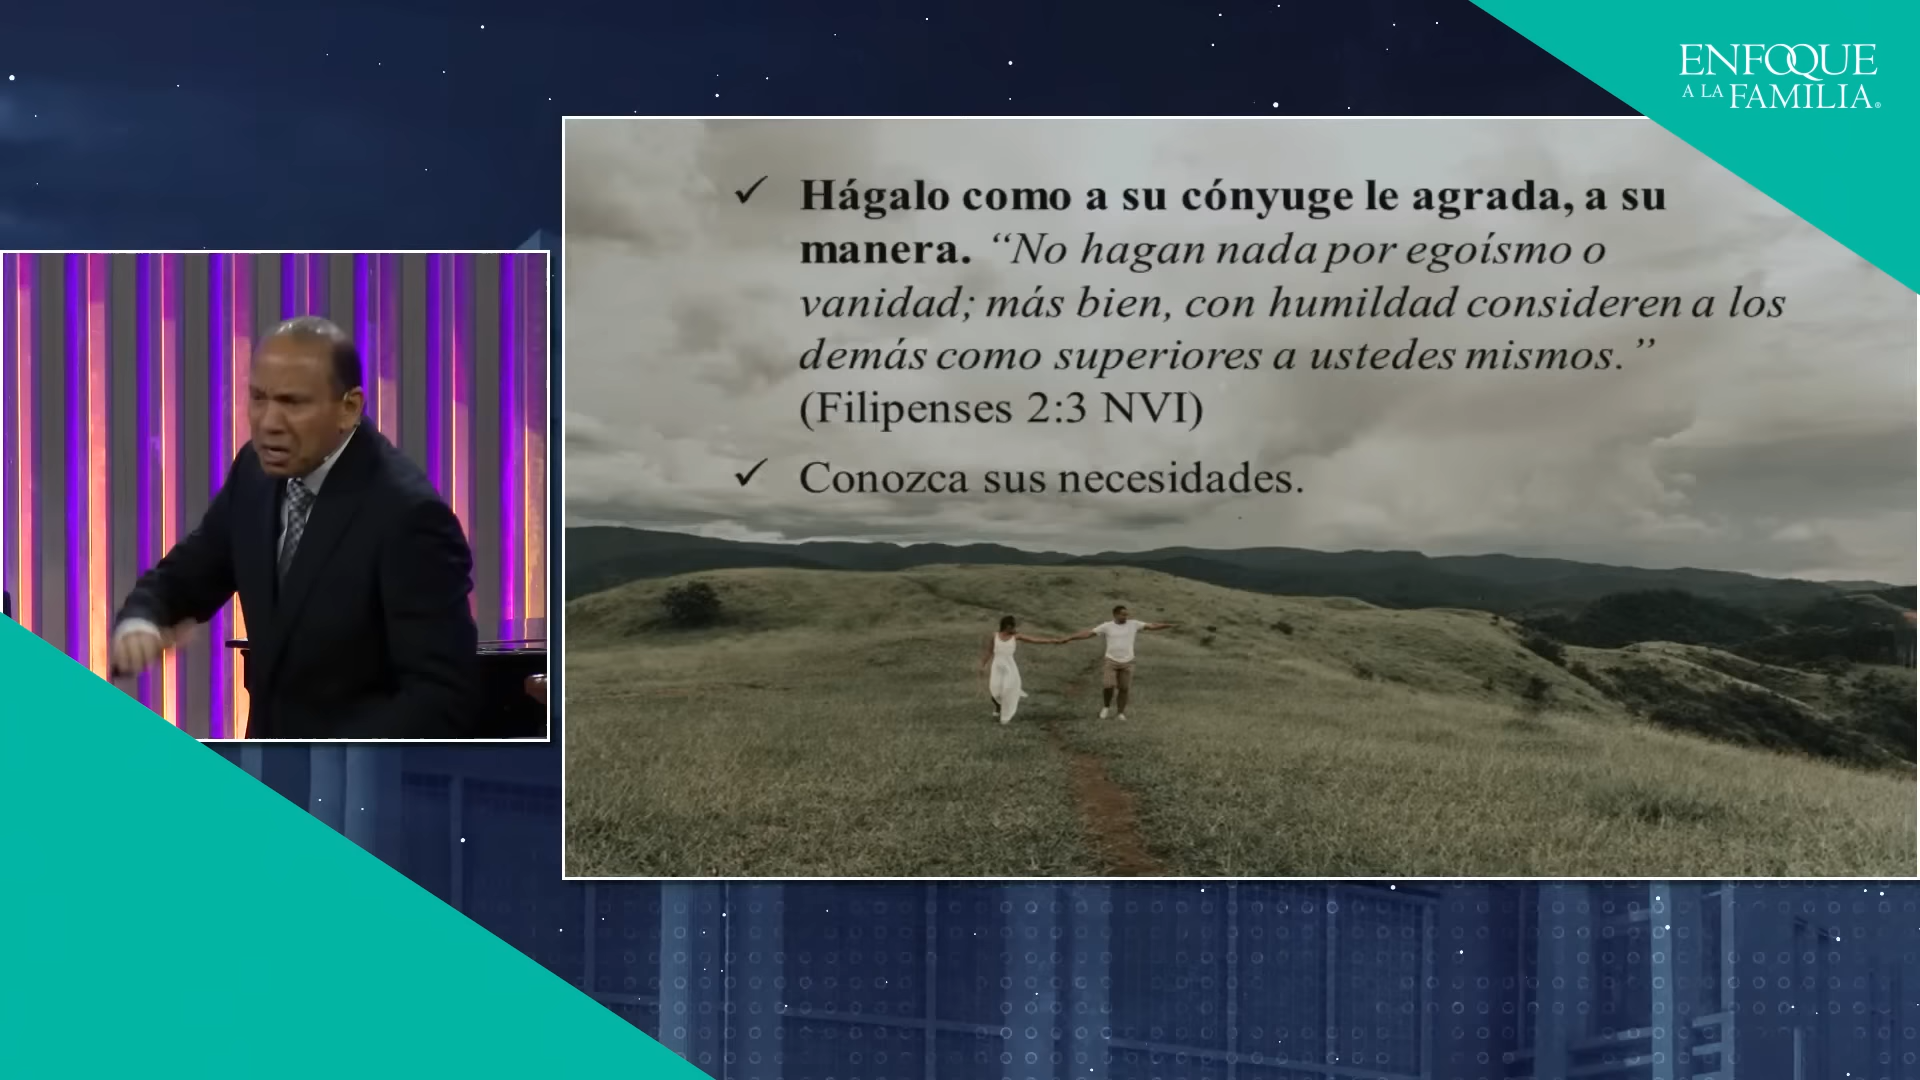 ENFOQUE
A LA FAMILIA®
✓ Hágalo como a su cónyuge le agrada, a su
manera. “No hagan nada por egoísmo o
vanidad; más bien, con humildad consideren a los
demás como superiores a ustedes mismos.”
(Filipenses 2:3 NVI)
✓ Conozca sus necesidades.